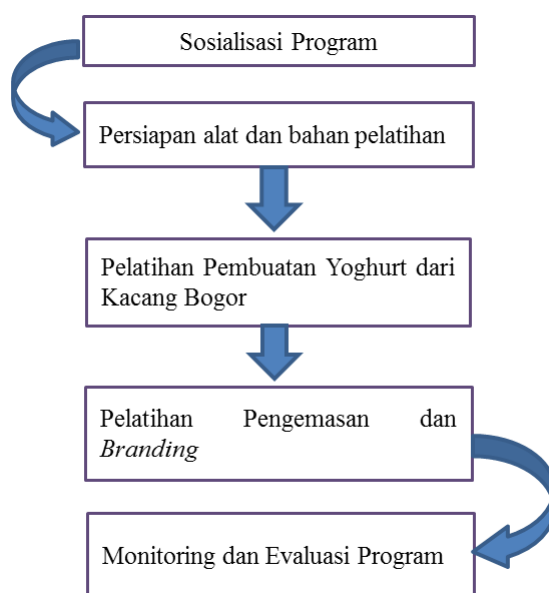 Sosialisasi Program
Persiapan alat dan bahan pelatihan
Pelatihan Pembuatan Yoghurt dari
Kacang Bogor
Pelatihan Pengemasan dan
Branding
Monitoring dan Evaluasi Program